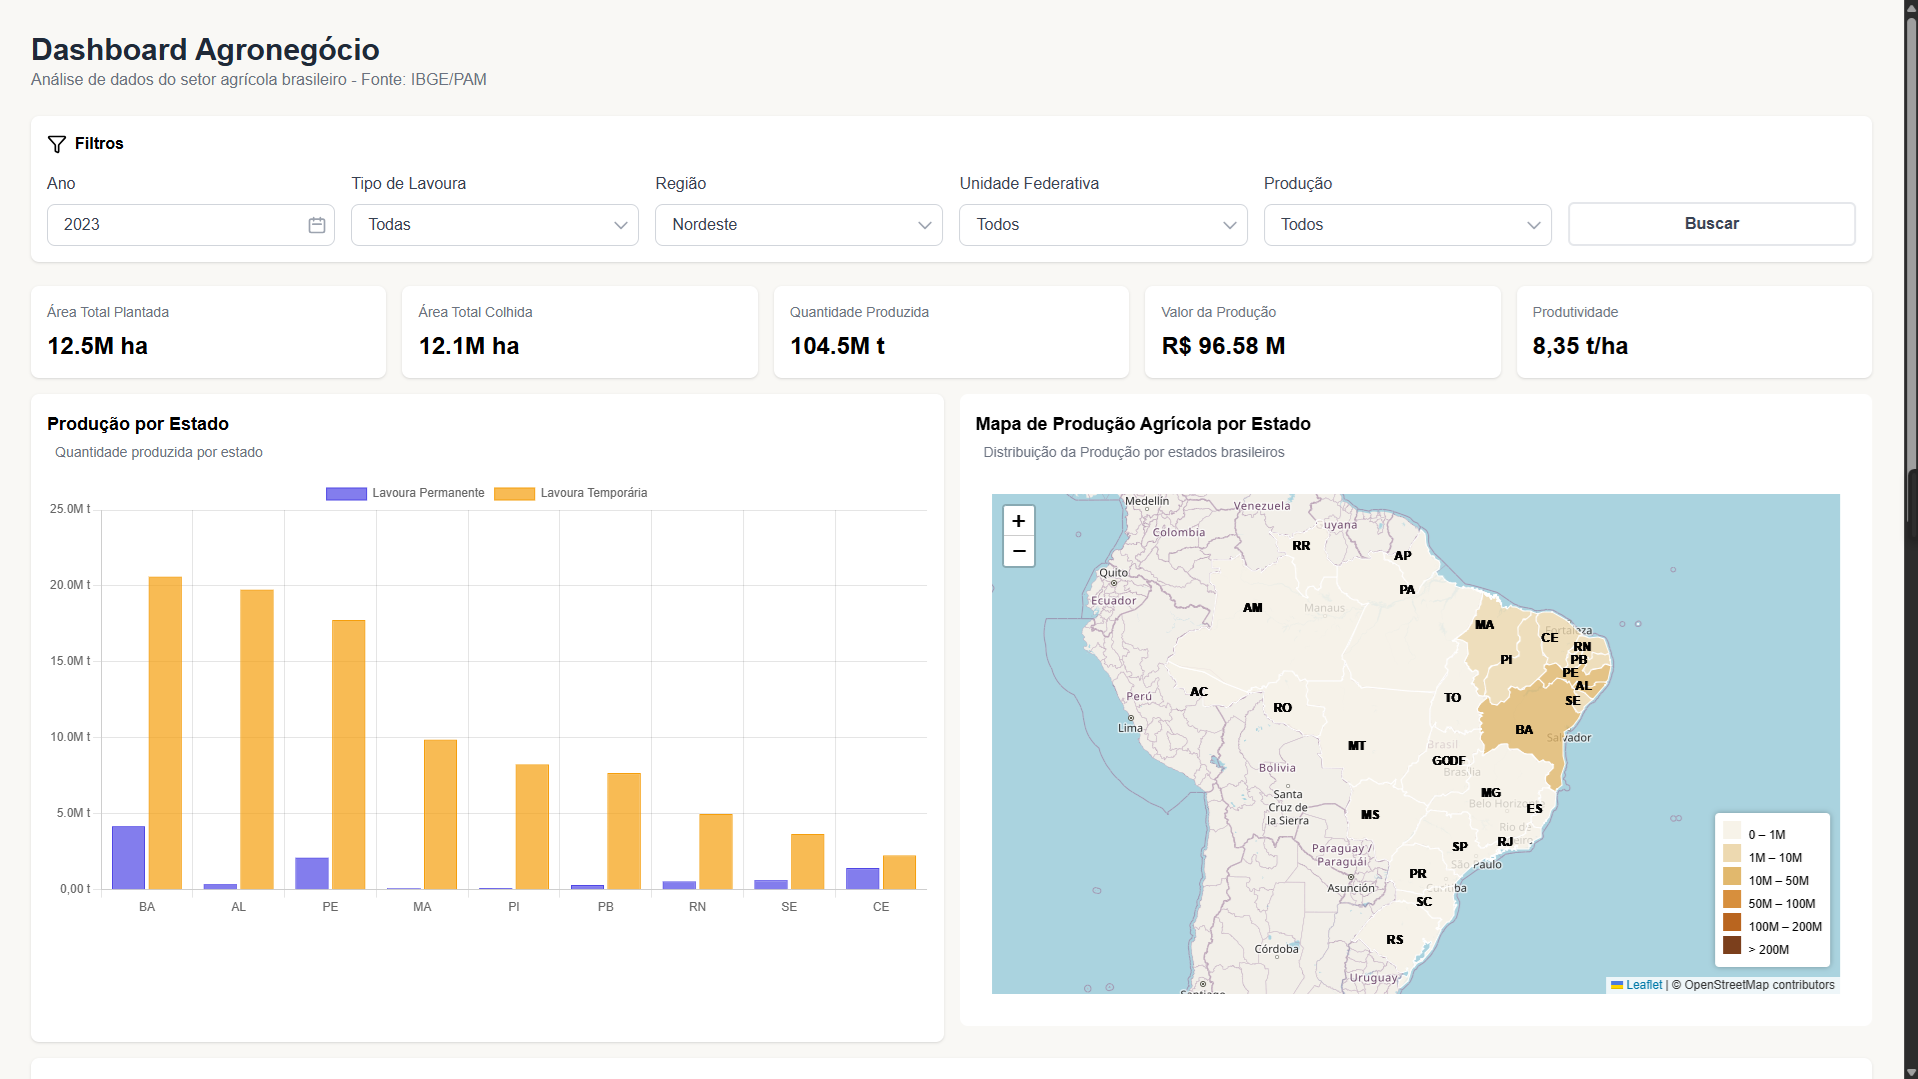 Dashboard Agronegócio
Análise de dados do setor agrícola brasileiro - Fonte: IBGE/PAM
Filtros
Ano
Tipo de Lavoura
Região
Unidade Federativa
Produção
2023
Todas
Nordeste
Todos
Todos
Buscar
Área Total Plantada
12.5M ha
Área Total Colhida
12.1M ha
Quantidade Produzida
104.5M t
Valor da Produção
R$ 96.58 M
Produtividade
8,35 t/ha
Produção por Estado
Quantidade produzida por estado
Lavoura Permanente
Lavoura Temporária
25.0M t
20.0M t
15.0M t
10.0M t
5.0M t
0,00 t
BA
AL
PE
MA
PI
PB
RN
SE
CE
Mapa de Produção Agrícola por Estado
Distribuição da Produção por estados brasileiros
+
−
Medellín
Venezuela
Colombia
uyana
RR
AP
Quito
Ecuador
PA
AM
Manaus
MA
CE
Fortaleza
RN
PI
PB
PE
AL
SE
AC
Perú
TO
RO
Lima
BA
Salvador
MT
Brasil
GO
DF
Brasília
Bolivia
MG
Santa
Cruz de
la Sierra
Belo Horizonte
ES
MS
Rio de
Janeiro
RJ
SP
São Paulo
Paraguay /
Paraguái
PR
Asunción
Curitiba
SC
RS
Córdoba
Uruguay
Santiago
0 – 1M
1M – 10M
10M – 50M
50M – 100M
100M – 200M
> 200M
Leaflet | © OpenStreetMap contributors